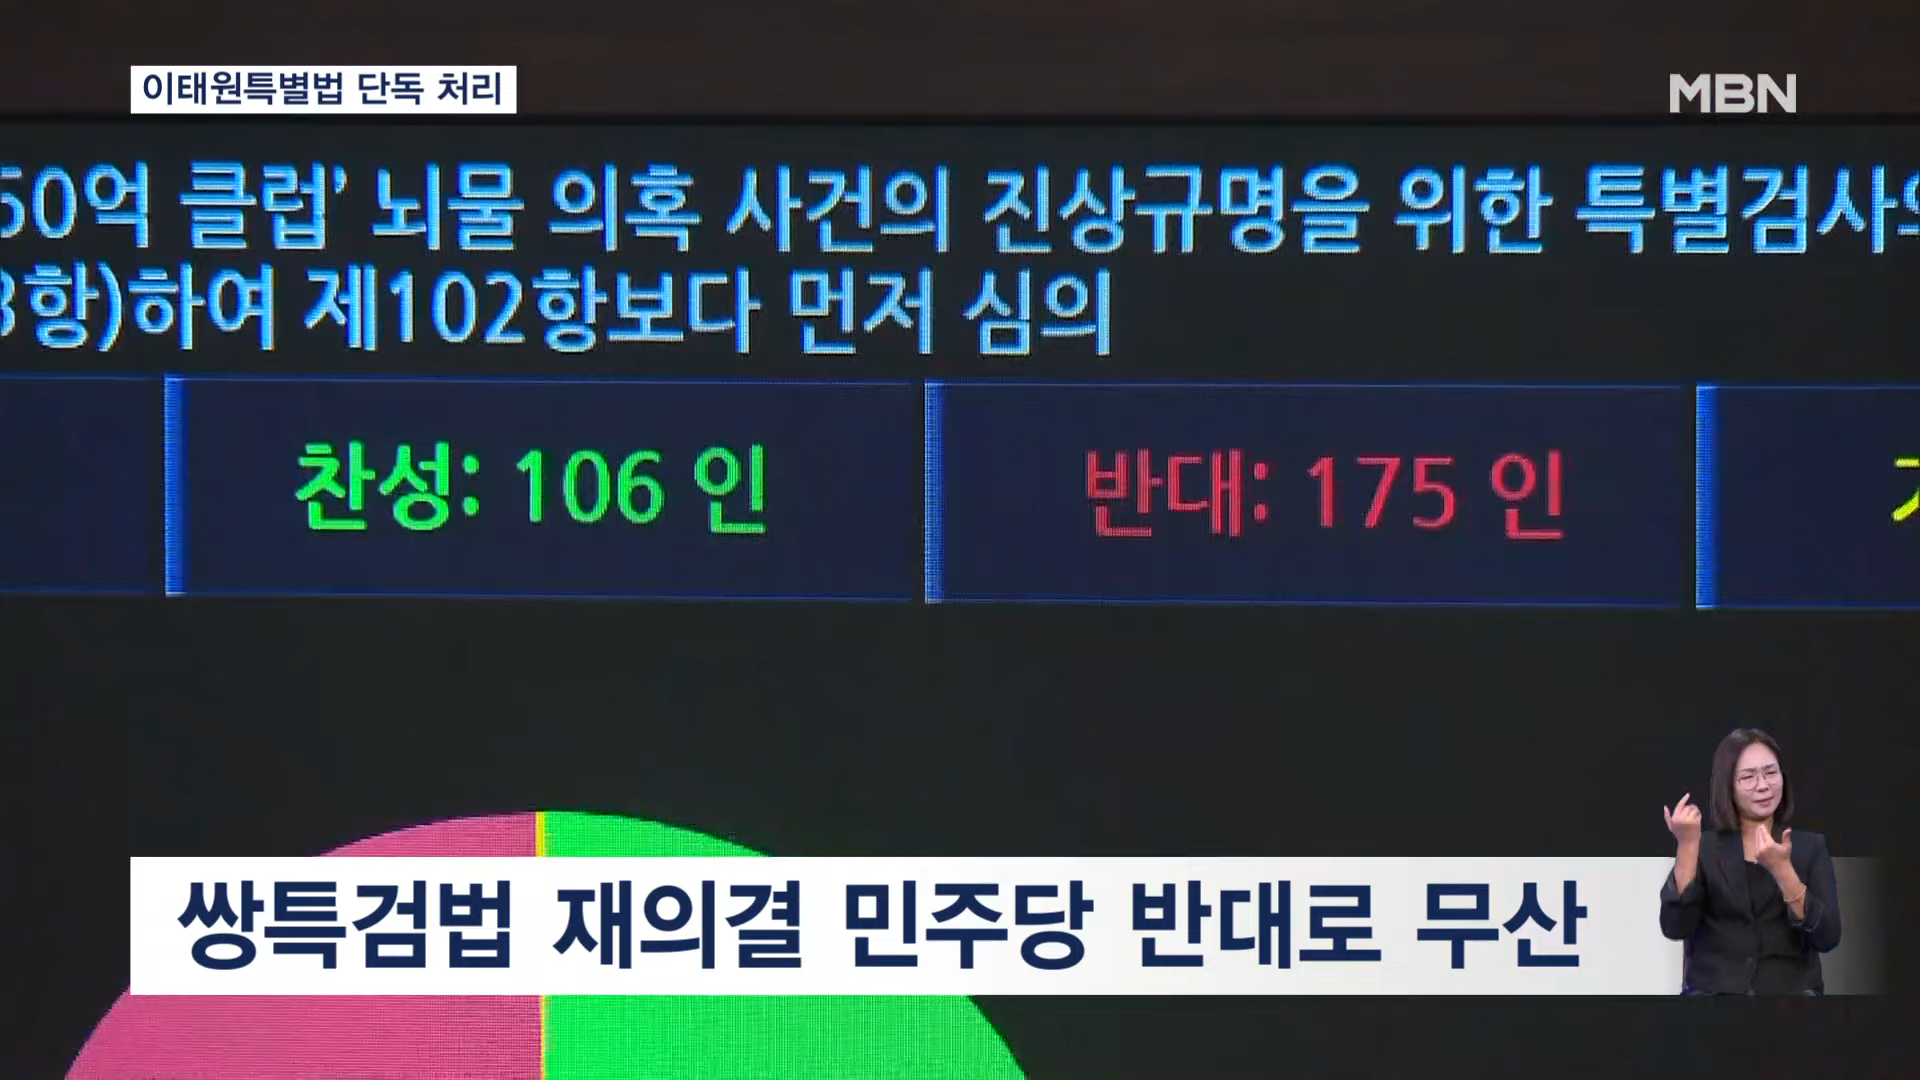 이태원특별법 단독 처리
MBN
50억 클럽' 뇌물 의혹 사건의 진상규명을 위한 특별검사의
3항)하여 제102항보다 먼저 심의
찬성: 106 인
반대: 175 인
쌍특검법 재의결 민주당 반대로 무산